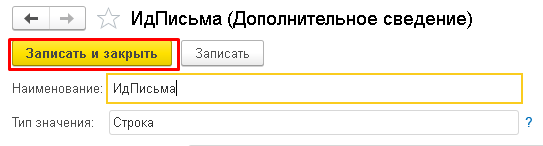 ИдПисьма (Дополнительное сведение)
Записать и закрыть Записать
Наименование: ИдПисьма
Тип значения: Строка ?